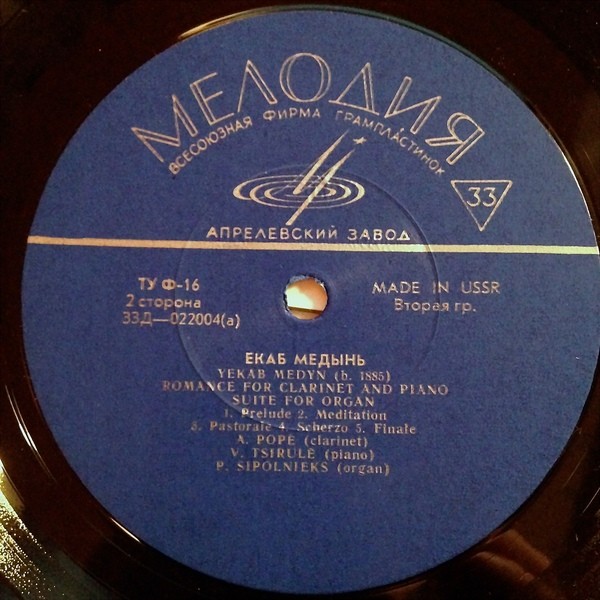 МЕЛОДИЯ
ВСЕСОЮЗНАЯ ФИРМА ГРАМПЛАСТИНОК
33
АПРЕЛЕВСКИЙ ЗАВОД
ТУ Ф-16
2 сторона
33Д—022004(а)
MADE IN USSR
Вторая гр.
ЕКАБ МЕДЫНЬ
YEKAB MEDYN (b. 1885)
ROMANCE FOR CLARINET AND PIANO
SUITE FOR ORGAN
1. Prelude 2. Meditation
3. Pastorale 4. Scherzo 5. Finale
A. POPE (clarinet)
V. TSIRULE (piano)
P. SIPOLNIEKS (organ)